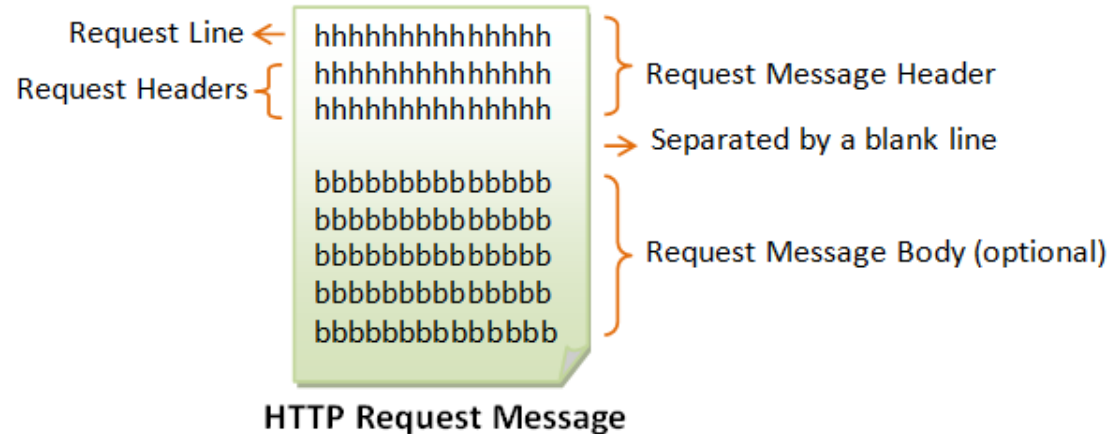 Request Line
Request Headers
hhhhhhhhhhhhhh
hhhhhhhhhhhhhh
hhhhhhhhhhhhhh
bbbbbbbbbbbbbb
bbbbbbbbbbbbbb
bbbbbbbbbbbbbb
bbbbbbbbbbbbbb
bbbbbbbbbbbbbb
Request Message Header
Separated by a blank line
Request Message Body (optional)
HTTP Request Message